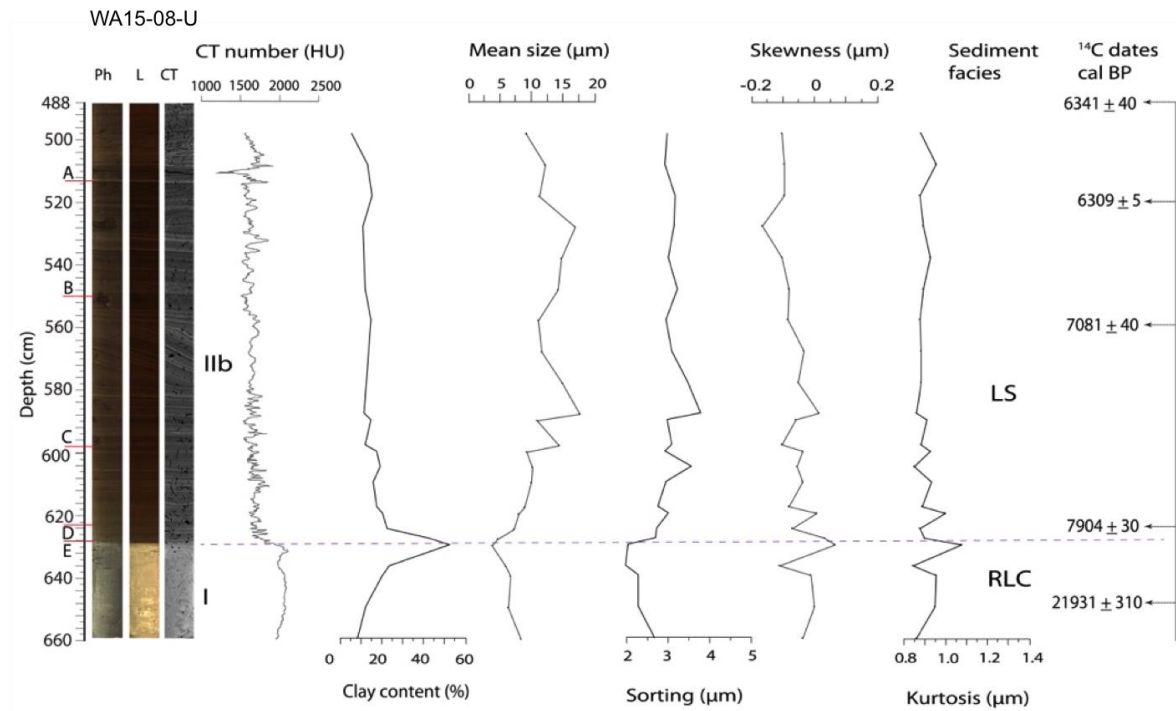 WA15-08-U
CT number (HU)
Mean size (μm)
Skewness (μm)
Sediment
facies
¹⁴C dates
cal BP
Ph L CT
1000 1500 2000 2500
0 5 10 15 20
-0.2 0 0.2
488
500
520
540
560
580
600
620
640
660
Depth (cm)
A
B
C
D
E
IIb
I
LS
RLC
6341 ± 40
6309 ± 5
7081 ± 40
7904 ± 30
21931 ± 310
0 20 40 60
Clay content (%)
2 3 4 5
Sorting (μm)
0.8 1.0 1.2 1.4
Kurtosis (μm)